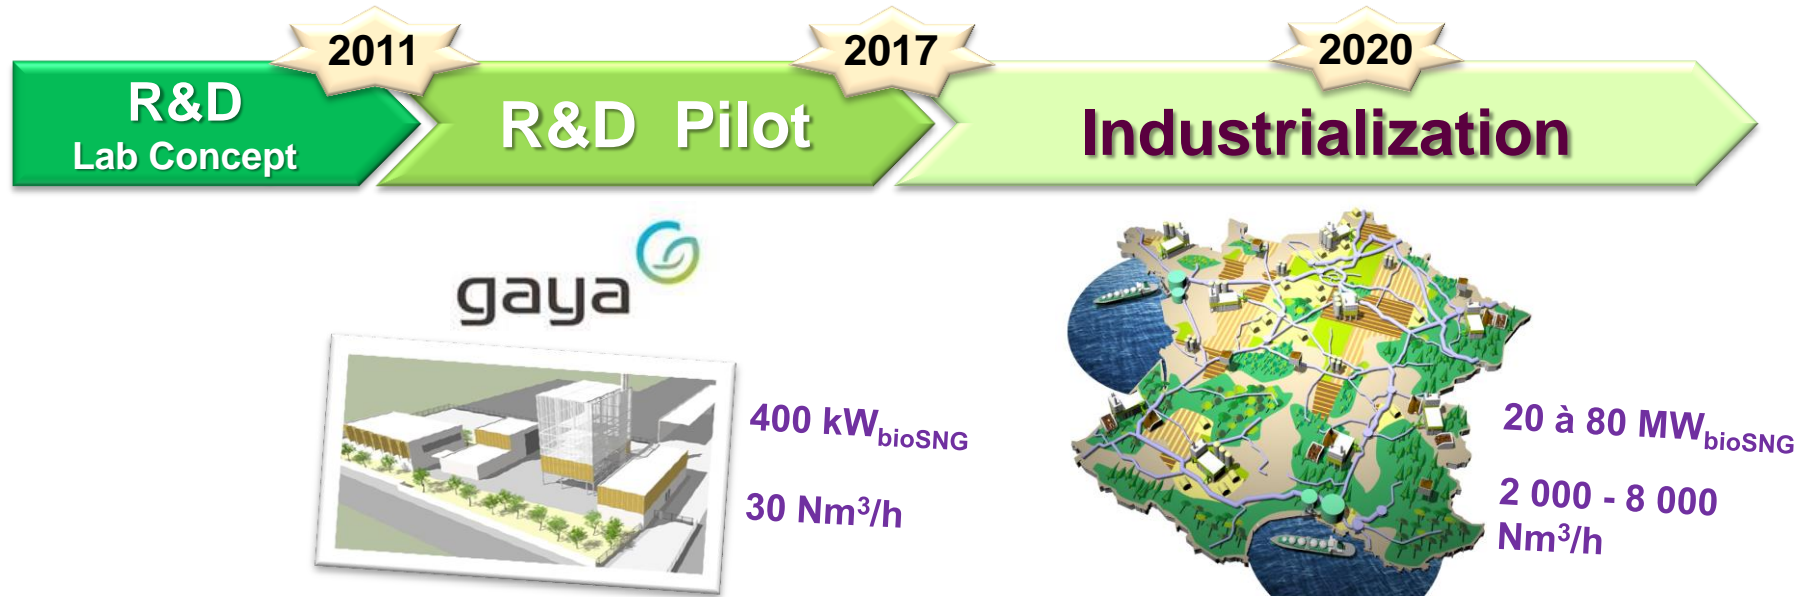 2011
2017
2020
R&D
Lab Concept
R&D Pilot
Industrialization
gaya
400 kWbioSNG
30 Nm³/h
20 à 80 MWbioSNG
2 000 - 8 000
Nm³/h